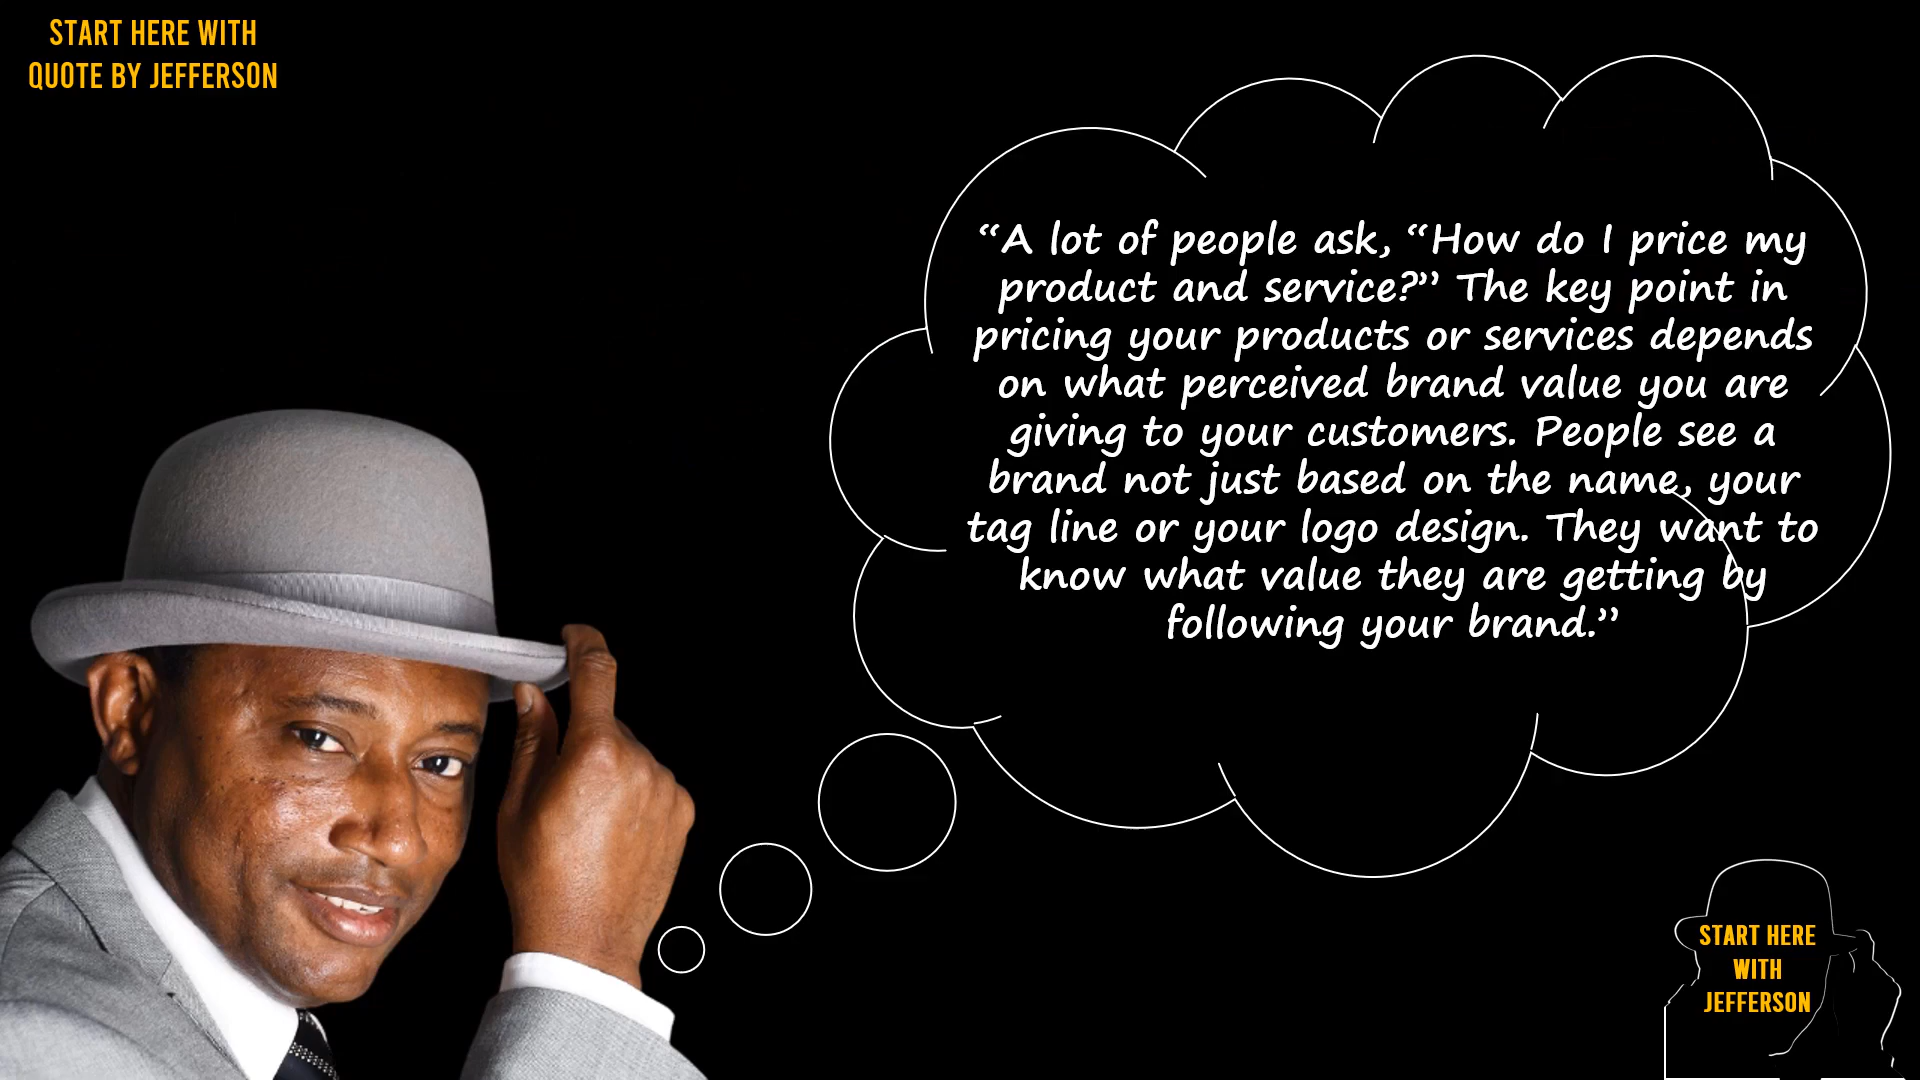 START HERE WITH
QUOTE BY JEFFERSON
“A lot of people ask, “How do I price my
product and service?” The key point in
pricing your products or services depends
on what perceived brand value you are
giving to your customers. People see a
brand not just based on the name, your
tag line or your logo design. They want to
know what value they are getting by
following your brand.”
START HERE
WITH
JEFFERSON